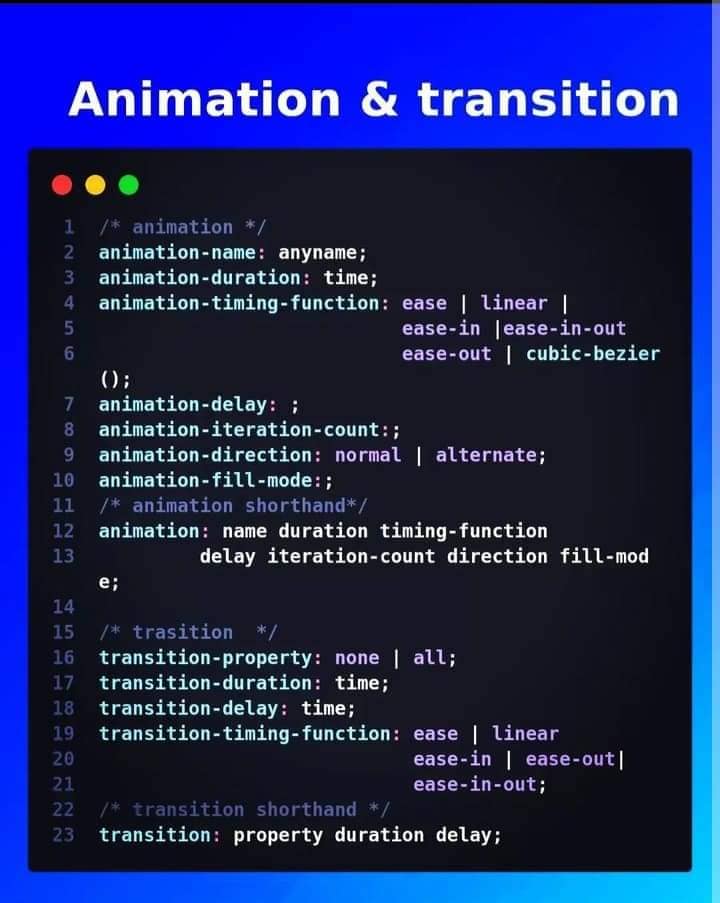 Animation & transition
1 /* animation */
2 animation-name: anyname;
3 animation-duration: time;
4 animation-timing-function: ease | linear |
5 ease-in |ease-in-out
6 ease-out | cubic-bezier
();
7 animation-delay: ;
8 animation-iteration-count:;
9 animation-direction: normal | alternate;
10 animation-fill-mode:;
11 /* animation shorthand*/
12 animation: name duration timing-function
13 delay iteration-count direction fill-mod
e;
14
15 /* trasition  */
16 transition-property: none | all;
17 transition-duration: time;
18 transition-delay: time;
19 transition-timing-function: ease | linear
20 ease-in | ease-out|
21 ease-in-out;
22 /* transition shorthand */
23 transition: property duration delay;